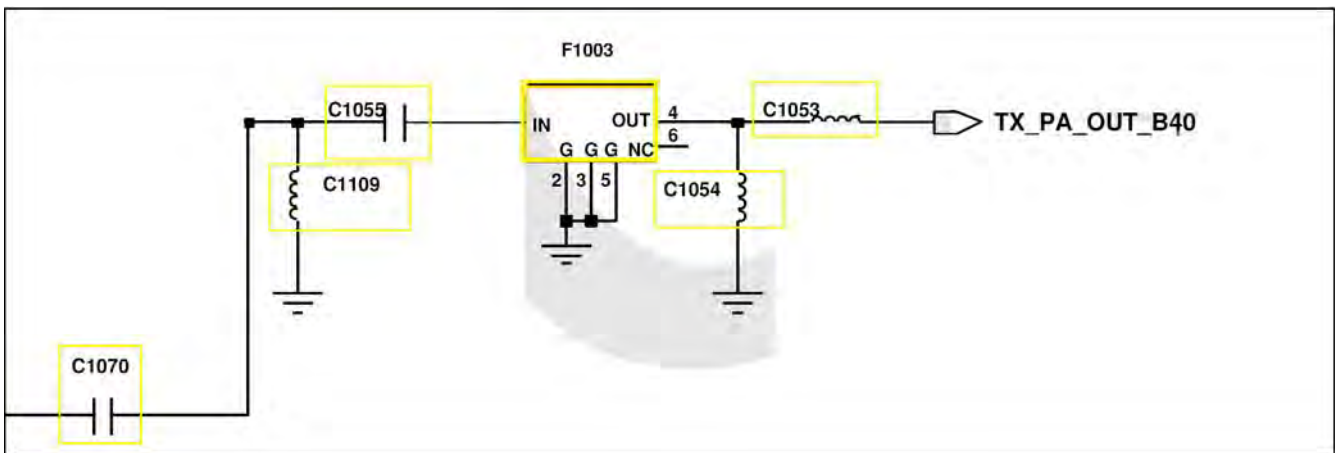 F1003
C1055
IN
OUT
4
6
G G G NC
2 3 5
C1109
C1053
TX_PA_OUT_B40
C1054
C1070